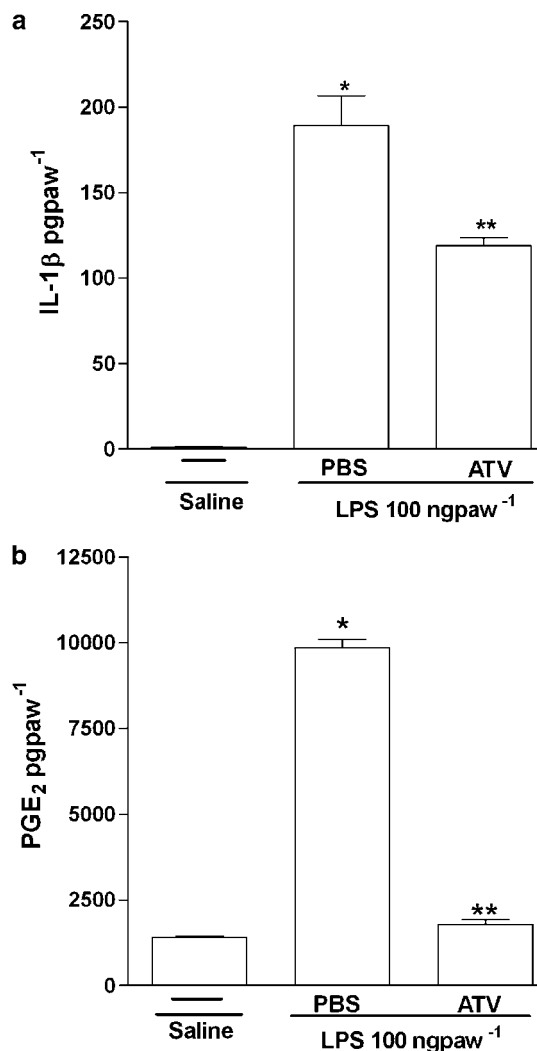 a
250
200
150
100
50
0
IL-1β pgpaw⁻¹
*
**
PBS ATV
Saline
LPS 100 ngpaw⁻¹
b
12500
10000
7500
5000
2500
0
PGE₂ pgpaw⁻¹
*
**
PBS ATV
Saline
LPS 100 ngpaw⁻¹